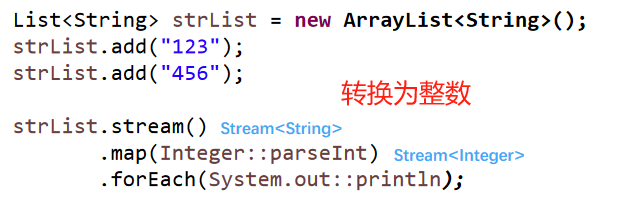 List<String> strList = new ArrayList<String>();
strList.add("123");
strList.add("456");
转换为整数
strList.stream() Stream<String>
.map(Integer::parseInt) Stream<Integer>
.forEach(System.out::println);